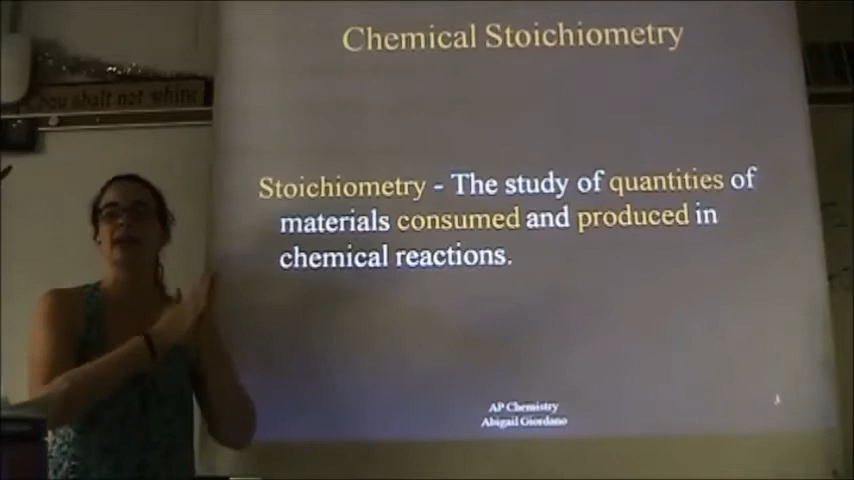 Chemical Stoichiometry
Thou shalt not whine
Stoichiometry - The study of quantities of
materials consumed and produced in
chemical reactions.
AP Chemistry
Abigail Giordano